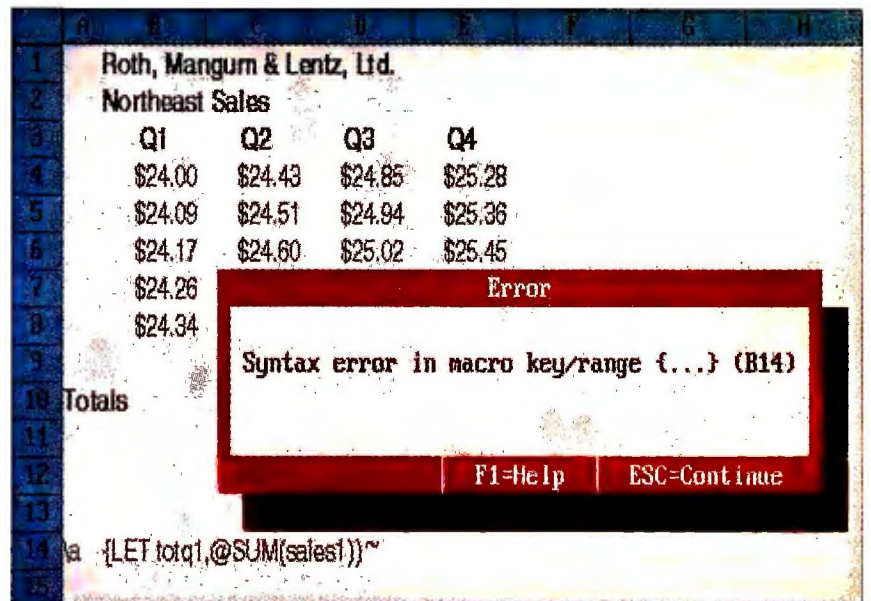 A B C D E F G H
1 Roth, Mangum & Lentz, Ltd.
2 Northeast Sales
3 Q1 Q2 Q3 Q4
4 $24.00 $24.43 $24.85 $25.28
5 $24.09 $24.51 $24.94 $25.36
6 $24.17 $24.60 $25.02 $25.45
7 $24.26
8 $24.34
Error
9 Syntax error in macro key/range {...} (B14)
10 Totals
11
12 F1=Help ESC=Continue
13
14 \a {LET totq1,@SUM(sales1)}~
15